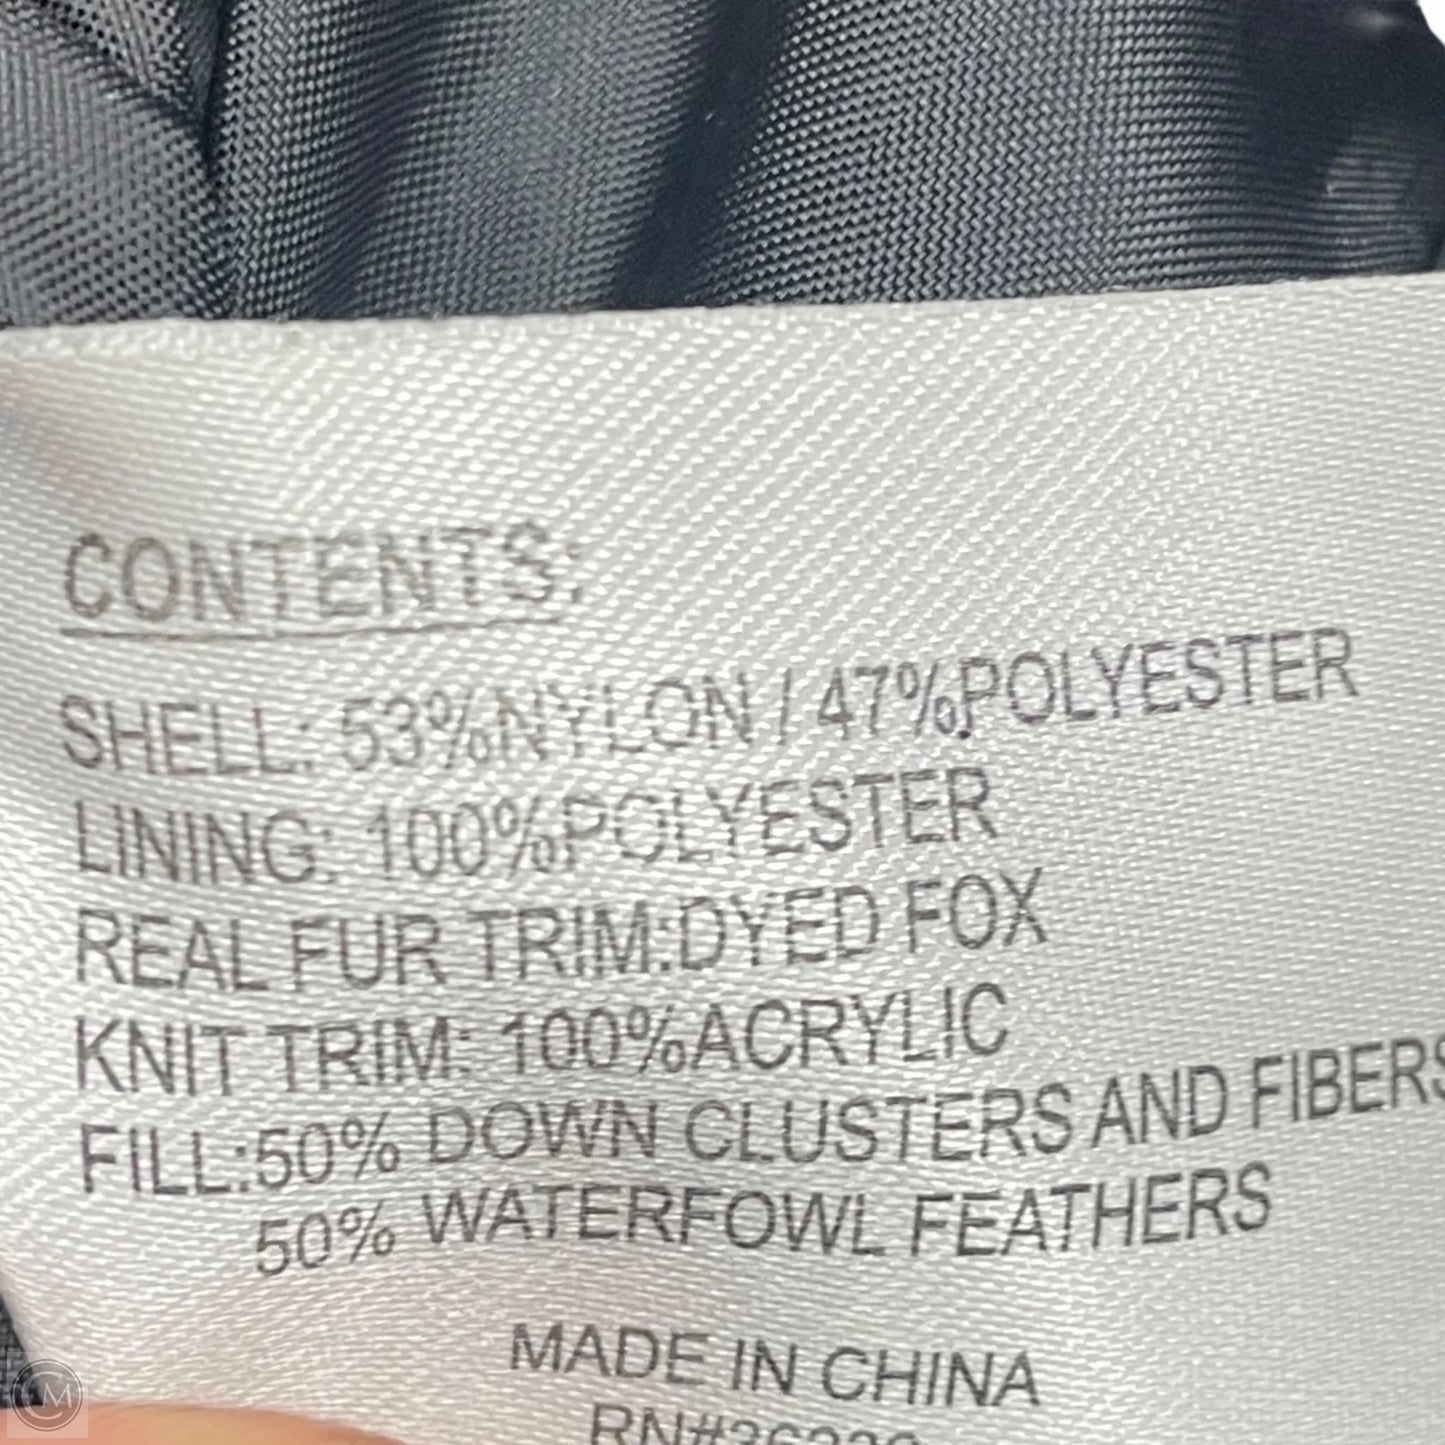 CONTENTS:
SHELL: 53%NYLON / 47%POLYESTER
LINING: 100%POLYESTER
REAL FUR TRIM:DYED FOX
KNIT TRIM: 100%ACRYLIC
FILL:50% DOWN CLUSTERS AND FIBERS
50% WATERFOWL FEATHERS
MADE IN CHINA